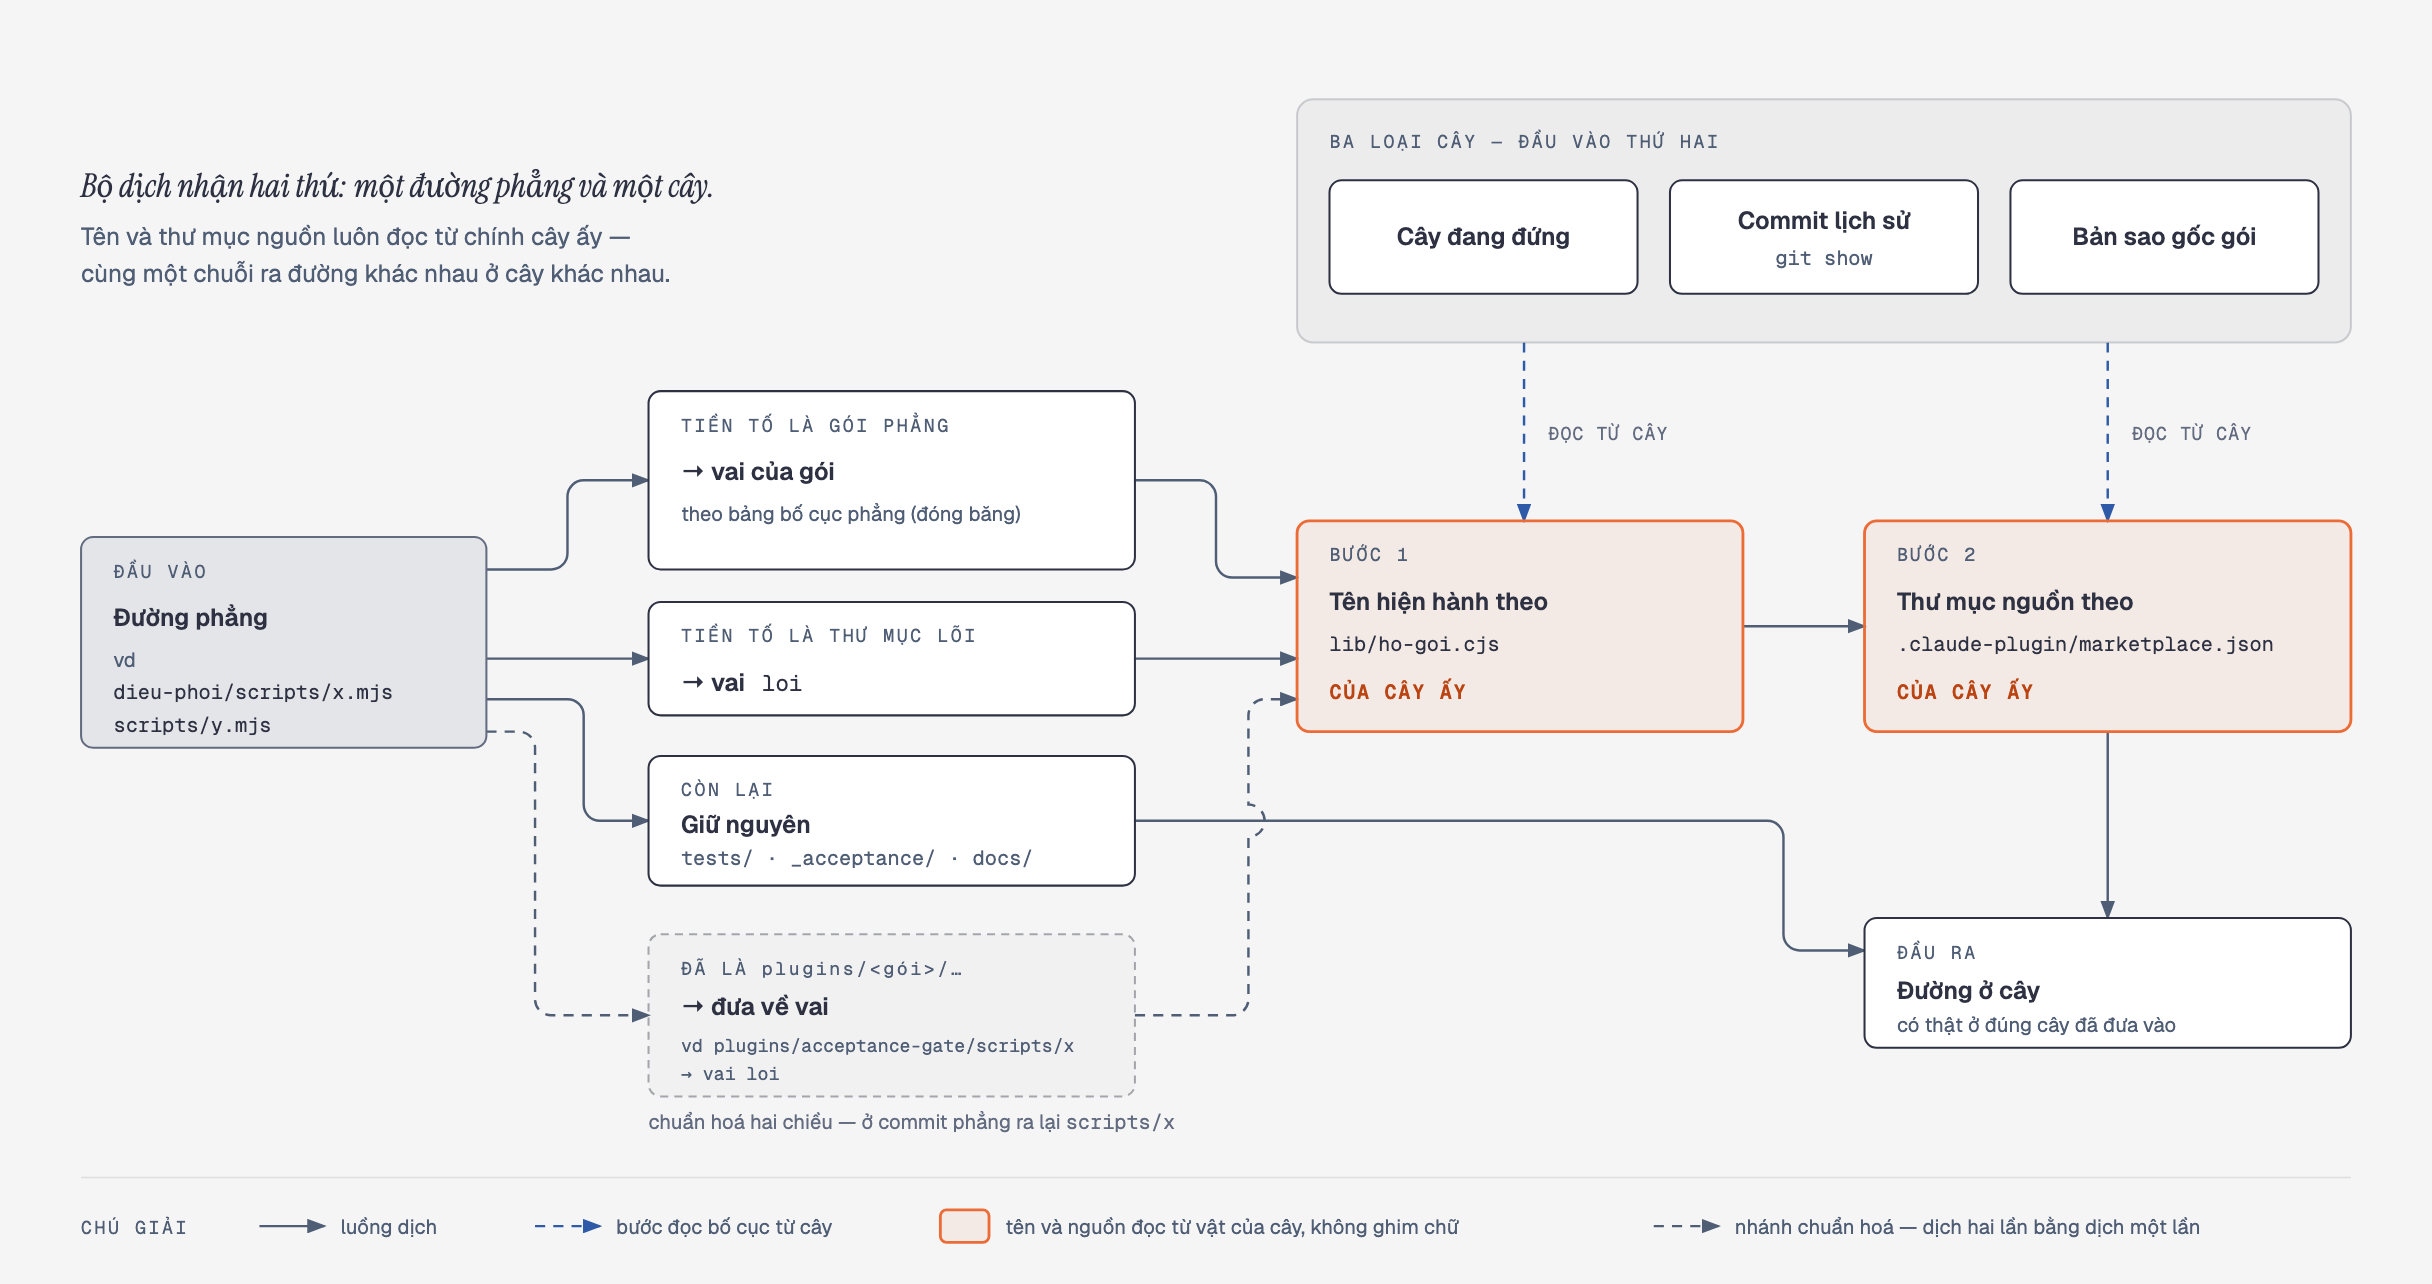 Bộ dịch nhận hai thứ: một đường phẳng và một cây.
Tên và thư mục nguồn luôn đọc từ chính cây ấy —
cùng một chuỗi ra đường khác nhau ở cây khác nhau.
BA LOẠI CÂY — ĐẦU VÀO THỨ HAI
Cây đang đứng
Commit lịch sử
git show
Bản sao gốc gói
ĐỌC TỪ CÂY
ĐỌC TỪ CÂY
ĐẦU VÀO
Đường phẳng
vd
dieu-phoi/scripts/x.mjs
scripts/y.mjs
TIỀN TỐ LÀ GÓI PHẲNG
→ vai của gói
theo bảng bố cục phẳng (đóng băng)
TIỀN TỐ LÀ THƯ MỤC LÕI
→ vai loi
CÒN LẠI
Giữ nguyên
tests/ · _acceptance/ · docs/
ĐÃ LÀ plugins/<gói>/…
→ đưa về vai
vd plugins/acceptance-gate/scripts/x
→ vai loi
chuẩn hoá hai chiều — ở commit phẳng ra lại scripts/x
BƯỚC 1
Tên hiện hành theo
lib/ho-goi.cjs
CỦA CÂY ẤY
BƯỚC 2
Thư mục nguồn theo
.claude-plugin/marketplace.json
CỦA CÂY ẤY
ĐẦU RA
Đường ở cây
có thật ở đúng cây đã đưa vào
CHÚ GIẢI
luồng dịch
bước đọc bố cục từ cây
tên và nguồn đọc từ vật của cây, không ghim chữ
nhánh chuẩn hoá — dịch hai lần bằng dịch một lần